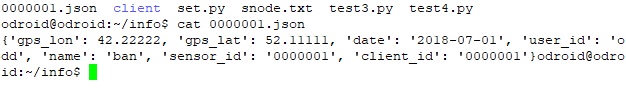 0000001.json  client  set.py  snode.txt  test3.py  test4.py
odroid@odroid:~/info$ cat 0000001.json
{'gps_lon': 42.22222, 'gps_lat': 52.11111, 'date': '2018-07-01', 'user_id': 'o
dd', 'name': 'ban', 'sensor_id': '0000001', 'client_id': '0000001'}odroid@odro
id:~/info$